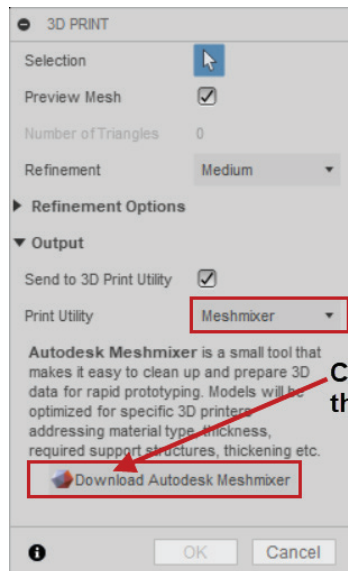 3D PRINT
Selection
Preview Mesh
Number of Triangles 0
Refinement Medium
Refinement Options
Output
Send to 3D Print Utility
Print Utility Meshmixer
Autodesk Meshmixer is a small tool that
makes it easy to clean up and prepare 3D
data for rapid prototyping. Models will be
optimized for specific 3D printers
addressing material type, thickness,
required support structures, thickening etc.
C
th
Download Autodesk Meshmixer
OK Cancel